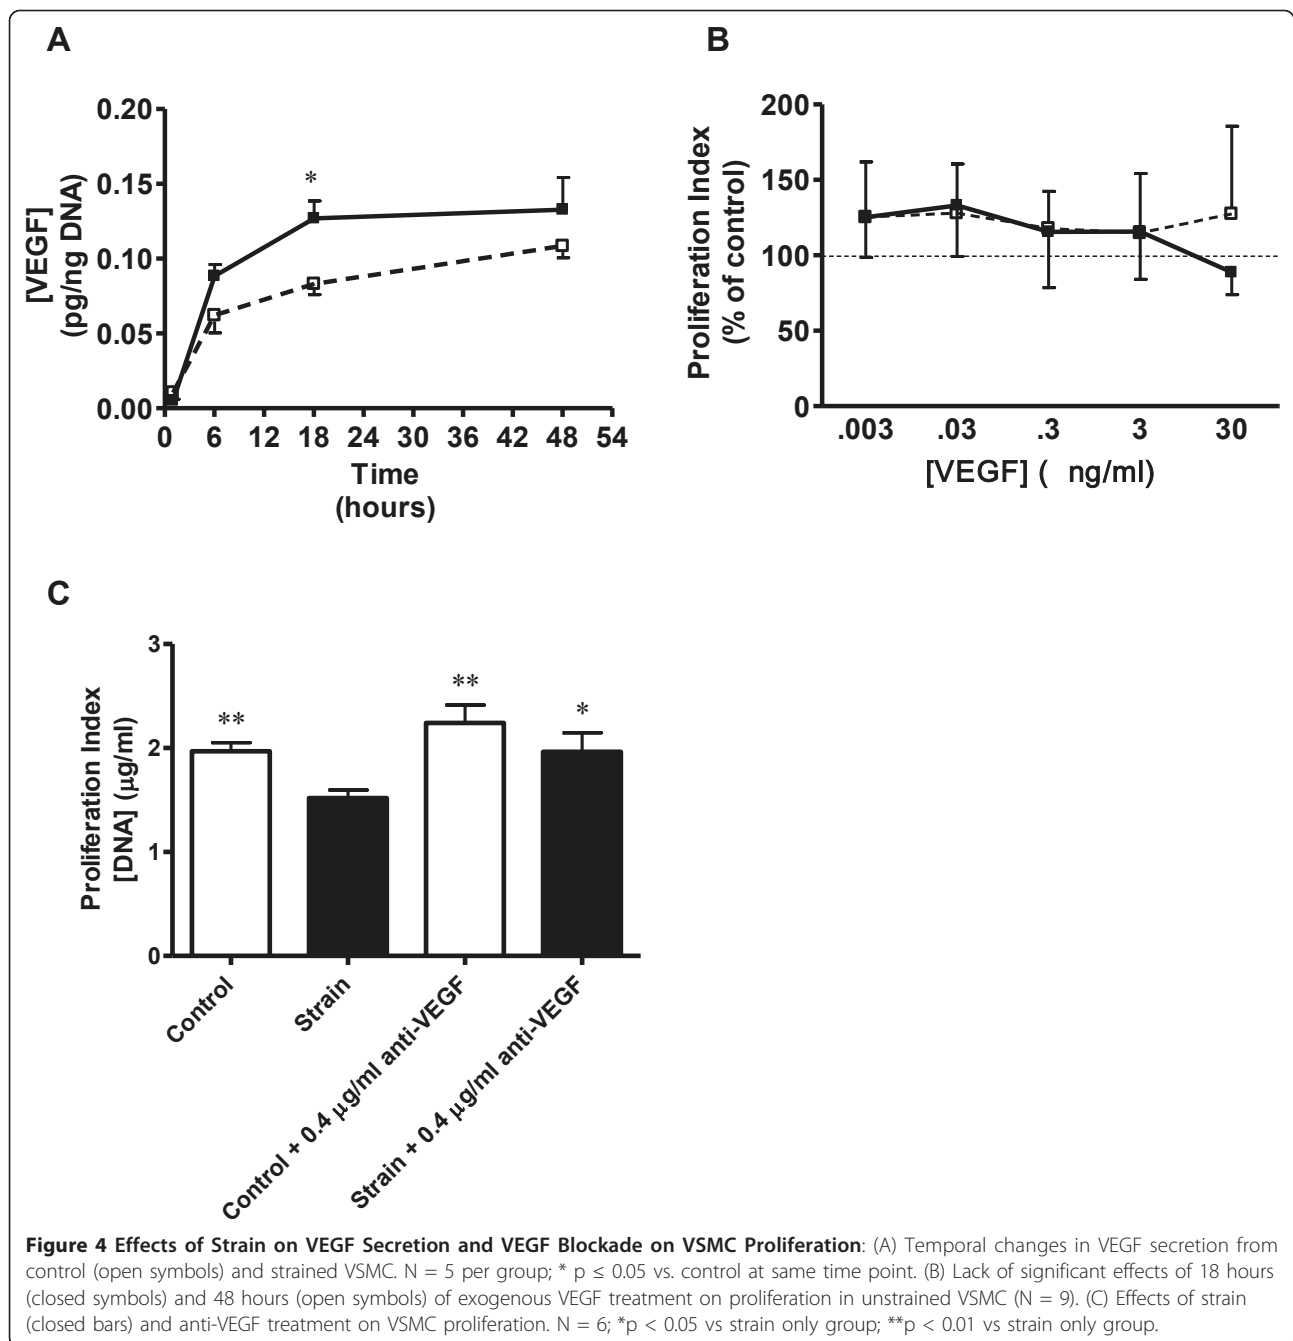 A
0.20
0.15
0.10
0.05
0.00
[VEGF]
(pg/ng DNA)
*
0 6 12 18 24 30 36 42 48 54
Time
(hours)
B
200
150
100
50
0
Proliferation Index
(% of control)
.003 .03 .3 3 30
[VEGF] ( ng/ml)
C
3
2
1
0
Proliferation Index
[DNA] (μg/ml)
**
**
*
Control
Strain
Control + 0.4 μg/ml anti-VEGF
Strain + 0.4 μg/ml anti-VEGF
Figure 4 Effects of Strain on VEGF Secretion and VEGF Blockade on VSMC Proliferation: (A) Temporal changes in VEGF secretion from
control (open symbols) and strained VSMC. N = 5 per group; * p ≤ 0.05 vs. control at same time point. (B) Lack of significant effects of 18 hours
(closed symbols) and 48 hours (open symbols) of exogenous VEGF treatment on proliferation in unstrained VSMC (N = 9). (C) Effects of strain
(closed bars) and anti-VEGF treatment on VSMC proliferation. N = 6; *p < 0.05 vs strain only group; **p < 0.01 vs strain only group.